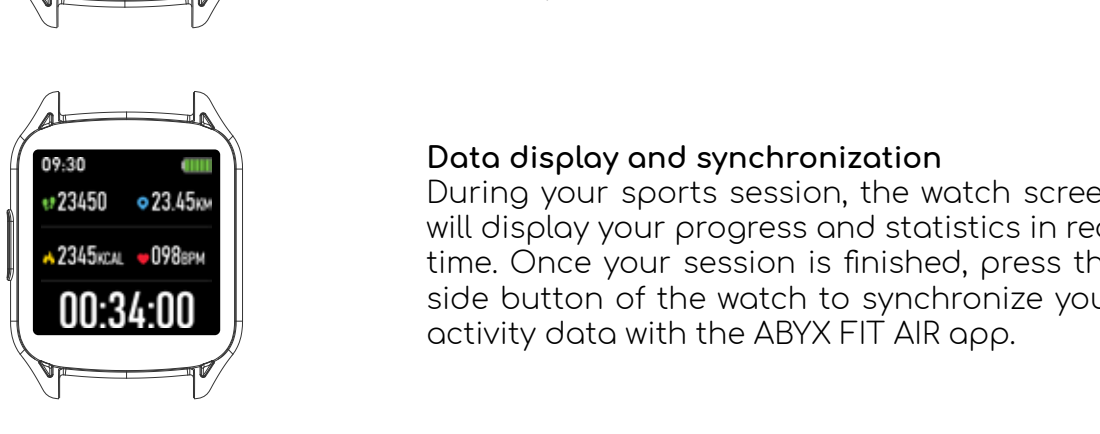 09:30
23450 23.45KM
2345KCAL 098BPM
00:34:00
Data display and synchronization
During your sports session, the watch scree
will display your progress and statistics in rea
time. Once your session is finished, press th
side button of the watch to synchronize you
activity data with the ABYX FIT AIR app.